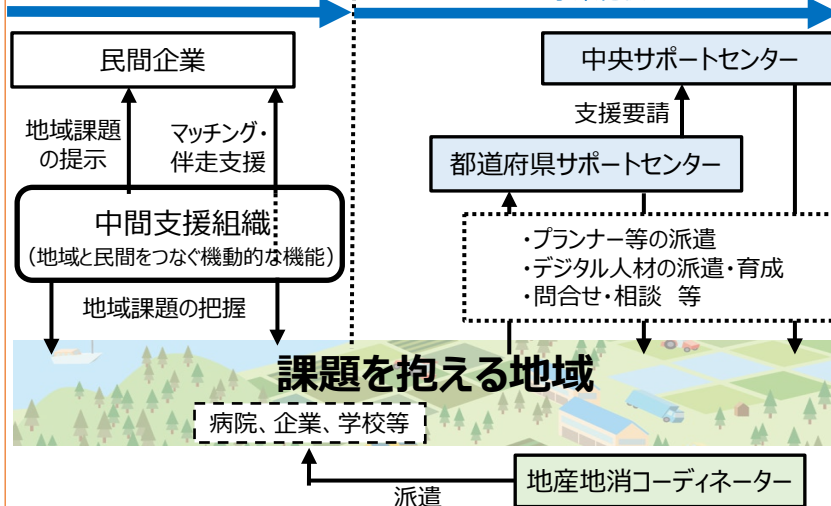 民間企業
地域課題
の提示
マッチング・
伴走支援
中間支援組織
（地域と民間をつなぐ機動的な機能）
地域課題の把握
中央サポートセンター
支援要請
都道府県サポートセンター
・プランナー等の派遣
・デジタル人材の派遣・育成
・問合せ・相談 等
課題を抱える地域
病院、企業、学校等
地産地消コーディネーター
派遣